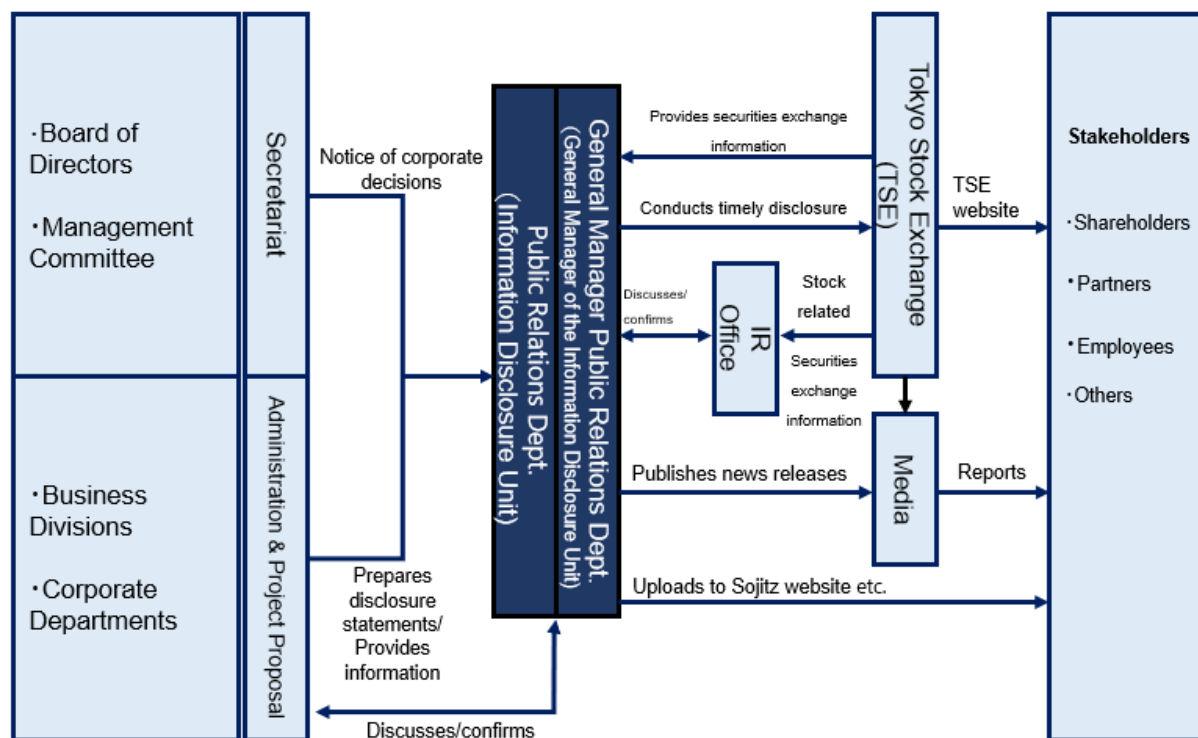 ·Board of
Directors
·Management
Committee
Secretariat
·Business
Divisions
·Corporate
Departments
Administration & Project Proposal
Notice of corporate
decisions
Prepares
disclosure
statements/
Provides
information
Discusses/confirms
Public Relations Dept.
(Information Disclosure Unit)
General Manager Public Relations Dept.
(General Manager of the Information Disclosure Unit)
Provides securities exchange
information
Conducts timely disclosure
Discusses/
confirms
IR
Office
Stock
related
Securities
exchange
information
Publishes news releases
Uploads to Sojitz website etc.
Tokyo Stock Exchange
(TSE)
Media
TSE
website
Reports
Stakeholders
·Shareholders
·Partners
·Employees
·Others